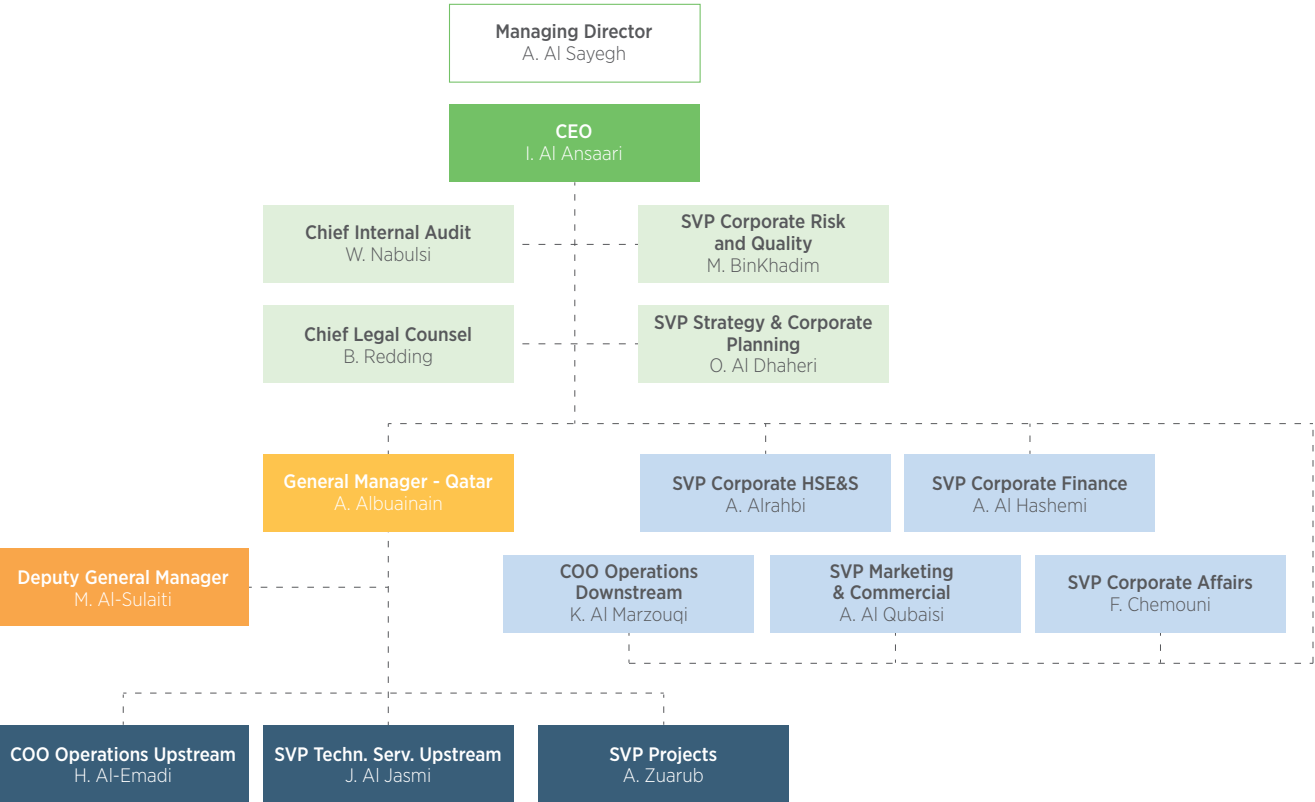 Managing Director
A. Al Sayegh
CEO
I. Al Ansaari
Chief Internal Audit
W. Nabulsi
SVP Corporate Risk
and Quality
M. BinKhadim
Chief Legal Counsel
B. Redding
SVP Strategy & Corporate
Planning
O. Al Dhaheri
General Manager - Qatar
A. Albuainain
SVP Corporate HSE&S
A. Alrahbi
SVP Corporate Finance
A. Al Hashemi
Deputy General Manager
M. Al-Sulaiti
COO Operations
Downstream
K. Al Marzouqi
SVP Marketing
& Commercial
A. Al Qubaisi
SVP Corporate Affairs
F. Chemouni
COO Operations Upstream
H. Al-Emadi
SVP Techn. Serv. Upstream
J. Al Jasmi
SVP Projects
A. Zuarub